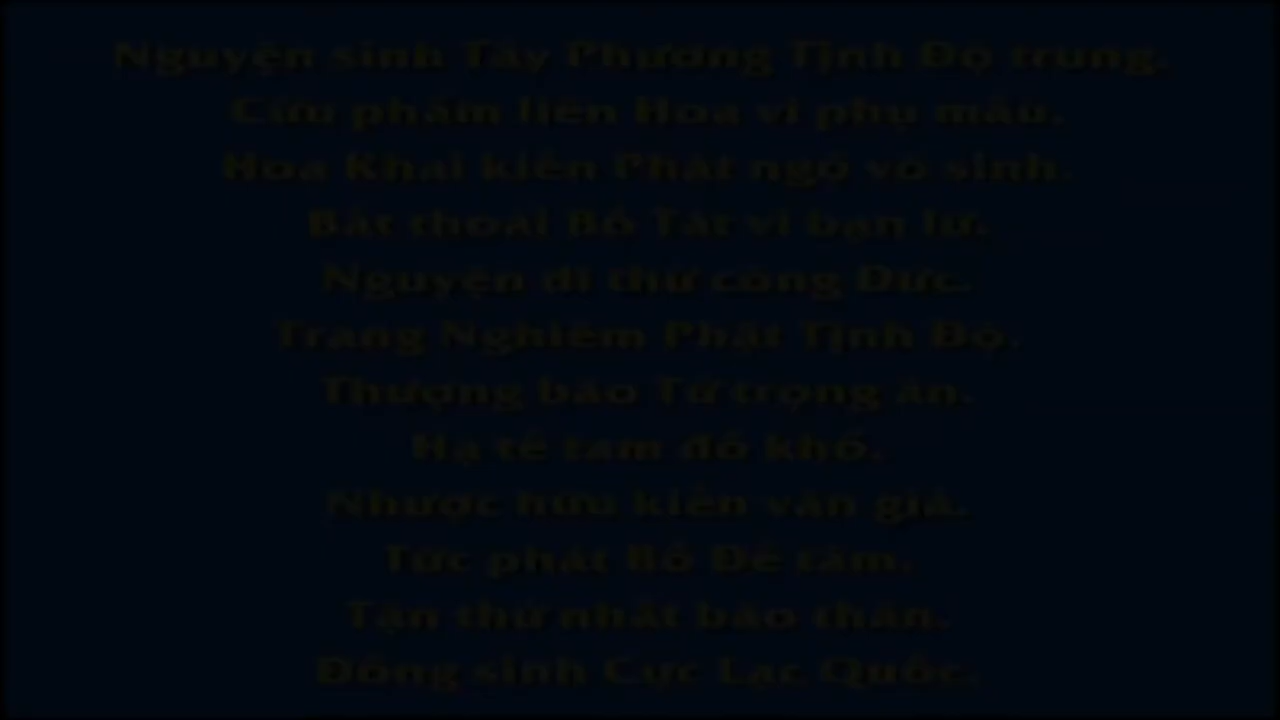 Nguyện sinh Tây Phương Tịnh Độ trung.
Cửu phẩm liên Hoa vi phụ mẫu.
Hoa Khai kiến Phật ngộ vô sinh.
Bất thoái Bồ Tát vi bạn lữ.
Nguyện dĩ thử công Đức.
Trang Nghiêm Phật Tịnh Độ.
Thượng báo Tứ trọng ân.
Hạ tế tam đồ khổ.
Nhược hữu kiến văn giả.
Tức phát Bồ Đề tâm.
Tận thử nhất báo thân.
Đồng sinh Cực Lạc Quốc.